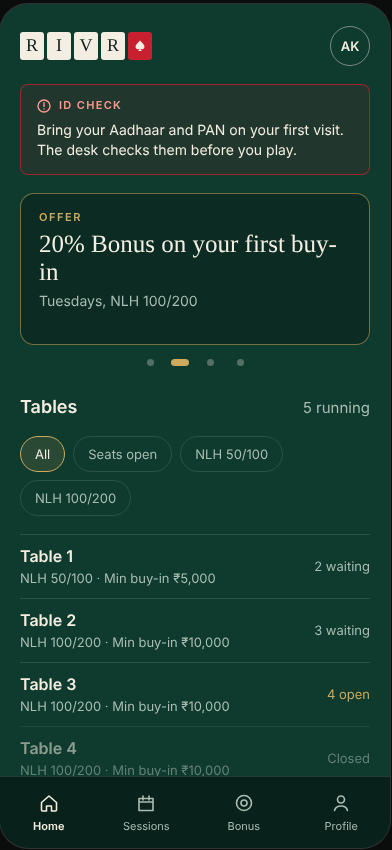 RIVR♠
AK
ID CHECK
Bring your Aadhaar and PAN on your first visit.
The desk checks them before you play.
OFFER
20% Bonus on your first buy-
in
Tuesdays, NLH 100/200
Tables
5 running
All
Seats open
NLH 50/100
NLH 100/200
Table 1
NLH 50/100 · Min buy-in ₹5,000
2 waiting
Table 2
NLH 100/200 · Min buy-in ₹10,000
3 waiting
Table 3
NLH 100/200 · Min buy-in ₹10,000
4 open
Table 4
NLH 100/200 · Min buy-in ₹10,000
Closed
Home
Sessions
Bonus
Profile